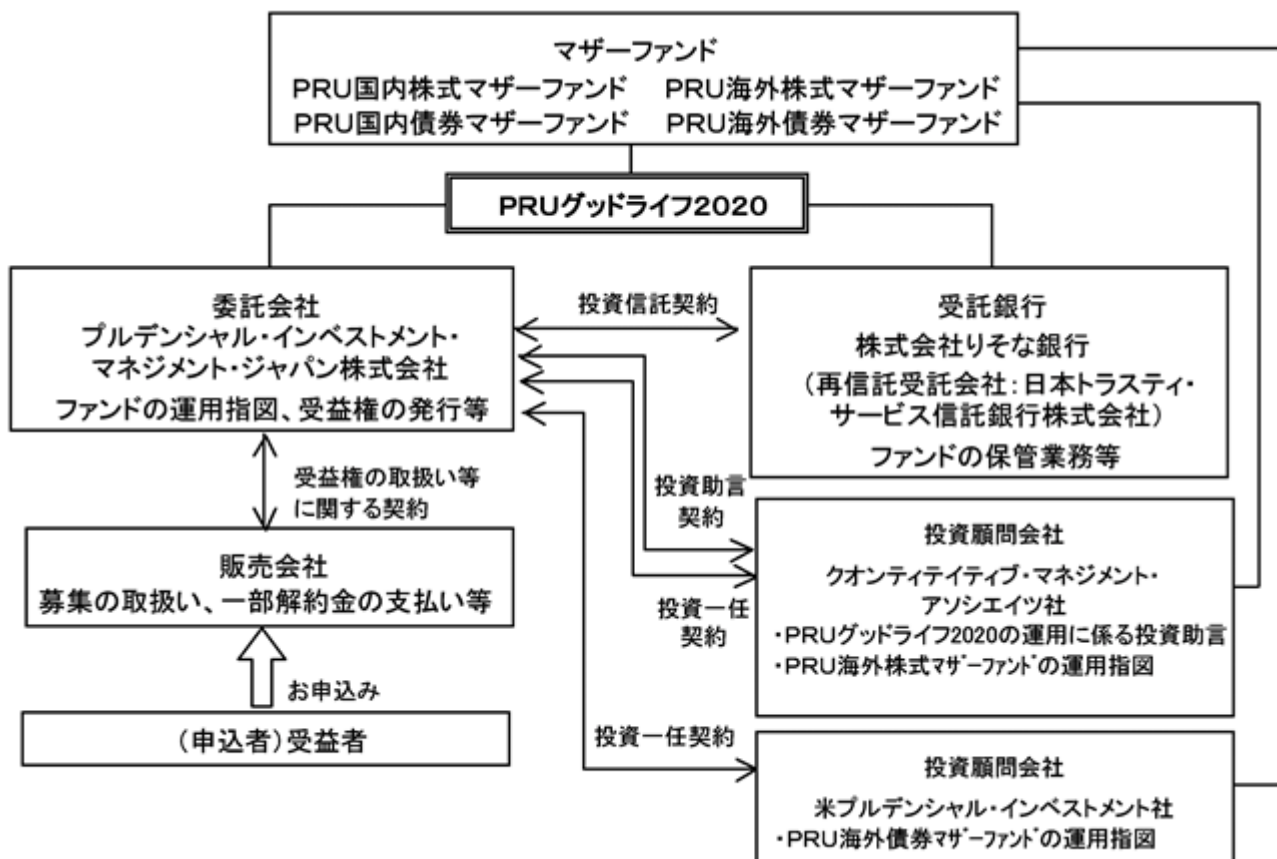 マザーファンド
PRU国内株式マザーファンド PRU海外株式マザーファンド
PRU国内債券マザーファンド PRU海外債券マザーファンド
PRUグッドライフ2020
委託会社
プルデンシャル・インベストメント・
マネジメント・ジャパン株式会社
ファンドの運用指図、受益権の発行等
投資信託契約
受託銀行
株式会社りそな銀行
(再信託受託会社:日本トラスティ・
サービス信託銀行株式会社)
ファンドの保管業務等
受益権の取扱い等
に関する契約
投資助言
契約
販売会社
募集の取扱い、一部解約金の支払い等
投資一任
契約
投資顧問会社
クオンティテイティブ・マネジメント・
アソシエイツ社
・PRUグッドライフ2020の運用に係る投資助言
・PRU海外株式マザーファンドの運用指図
お申込み
(申込者)受益者
投資一任契約
投資顧問会社
米プルデンシャル・インベストメント社
・PRU海外債券マザーファンドの運用指図